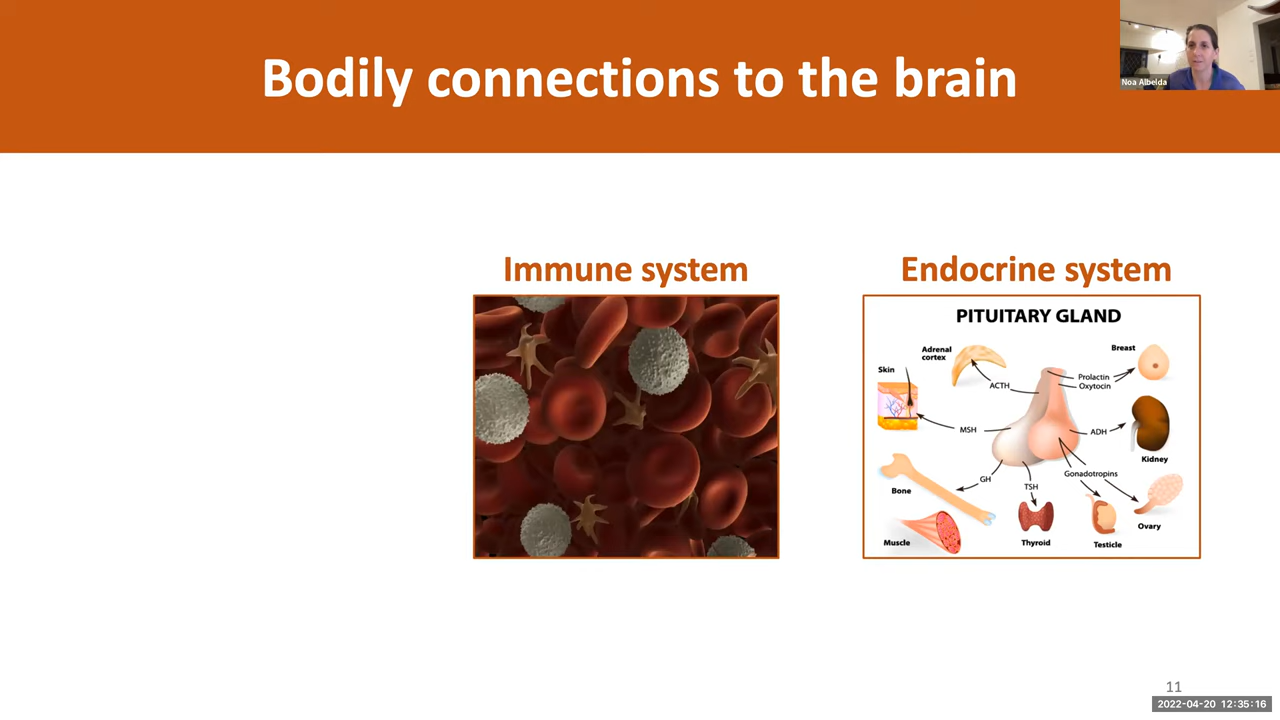 Bodily connections to the brain
Noa Albelda
Immune system
Endocrine system
PITUITARY GLAND
Adrenal
cortex
Breast
Skin
Prolactin
Oxytocin
ACTH
MSH
ADH
Kidney
GH
TSH
Gonadotropins
Bone
Ovary
Muscle
Thyroid
Testicle
11
2022-04-20 12:35:16